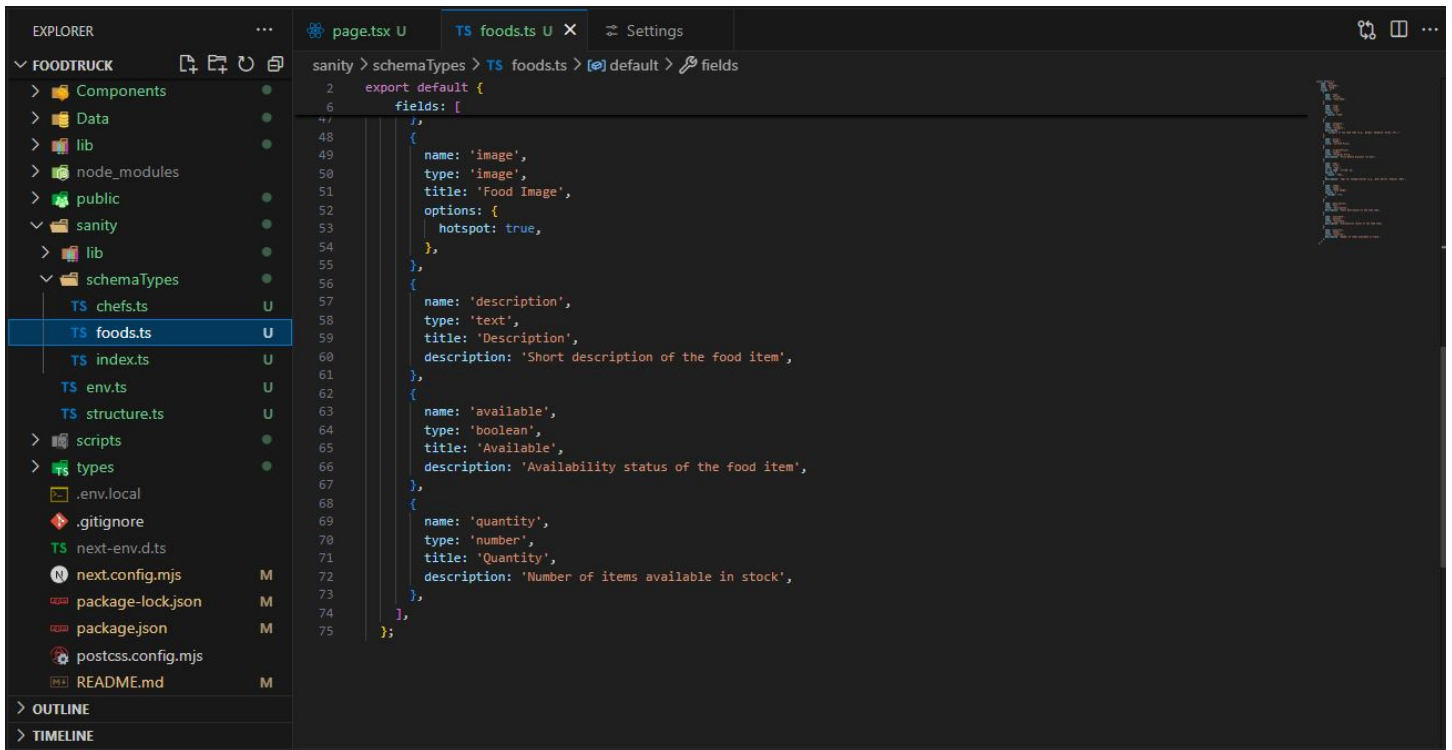 EXPLORER
FOODTRUCK
Components
Data
lib
node_modules
public
sanity
lib
schemaTypes
TS chefs.ts U
TS foods.ts U
TS index.ts U
TS env.ts U
TS structure.ts U
scripts
types
.env.local
.gitignore
TS next-env.d.ts
next.config.mjs M
package-lock.json M
package.json M
postcss.config.mjs
README.md M
OUTLINE
TIMELINE
page.tsx U TS foods.ts U Settings
sanity > schemaTypes > TS foods.ts > default > fields
2 export default {
6 fields: [
47 },
48 {
49 name: 'image',
50 type: 'image',
51 title: 'Food Image',
52 options: {
53 hotspot: true,
54 },
55 },
56 {
57 name: 'description',
58 type: 'text',
59 title: 'Description',
60 description: 'Short description of the food item',
61 },
62 {
63 name: 'available',
64 type: 'boolean',
65 title: 'Available',
66 description: 'Availability status of the food item',
67 },
68 {
69 name: 'quantity',
70 type: 'number',
71 title: 'Quantity',
72 description: 'Number of items available in stock',
73 },
74 ],
75 };